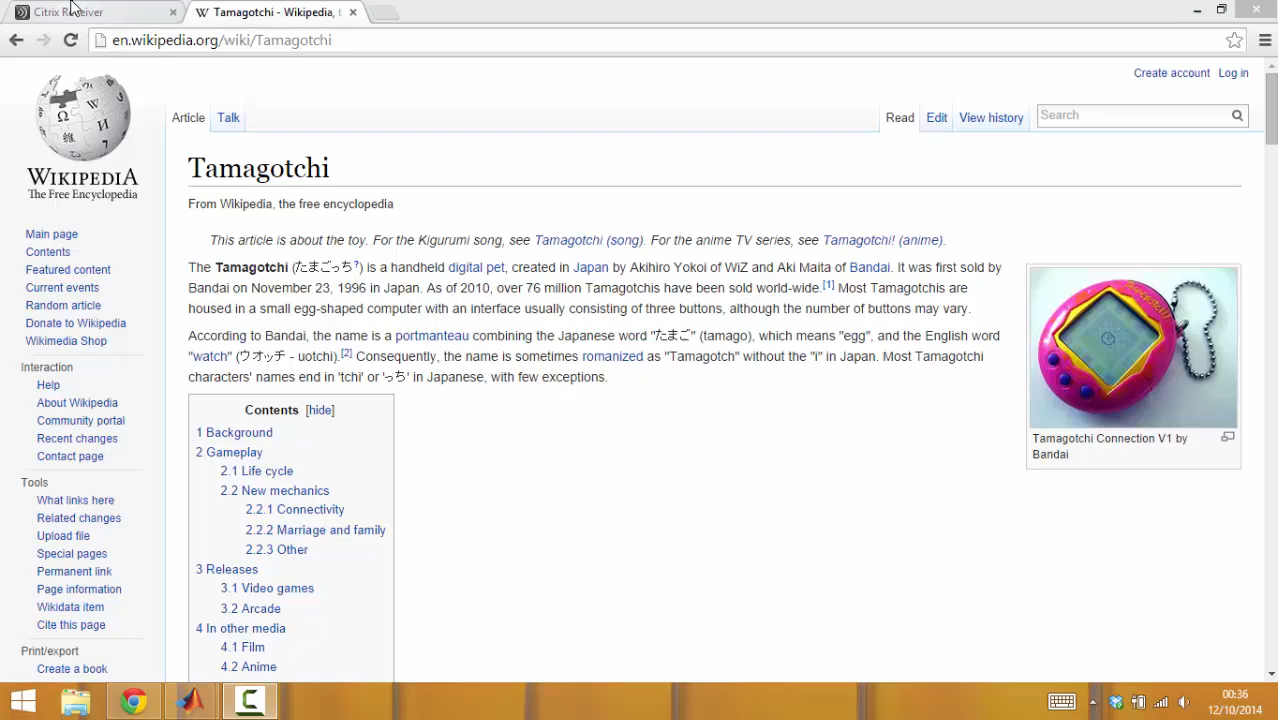 Citrix Receiver
Tamagotchi - Wikipedia, t
en.wikipedia.org/wiki/Tamagotchi
Create account Log in
Article Talk Read Edit View history Search
WIKIPEDIA
The Free Encyclopedia
Main page
Contents
Featured content
Current events
Random article
Donate to Wikipedia
Wikimedia Shop
Interaction
Help
About Wikipedia
Community portal
Recent changes
Contact page
Tools
What links here
Related changes
Upload file
Special pages
Permanent link
Page information
Wikidata item
Cite this page
Print/export
Create a book
Tamagotchi
From Wikipedia, the free encyclopedia
This article is about the toy. For the Kigurumi song, see Tamagotchi (song). For the anime TV series, see Tamagotchi! (anime).
The Tamagotchi (たまごっち?) is a handheld digital pet, created in Japan by Akihiro Yokoi of WiZ and Aki Maita of Bandai. It was first sold by
Bandai on November 23, 1996 in Japan. As of 2010, over 76 million Tamagotchis have been sold world-wide.[1] Most Tamagotchis are
housed in a small egg-shaped computer with an interface usually consisting of three buttons, although the number of buttons may vary.
According to Bandai, the name is a portmanteau combining the Japanese word "たまご" (tamago), which means "egg", and the English word
"watch" (ウオッチ - uotchi).[2] Consequently, the name is sometimes romanized as "Tamagotch" without the "i" in Japan. Most Tamagotchi
characters' names end in 'tchi' or 'っち' in Japanese, with few exceptions.
Contents [hide]
1 Background
2 Gameplay
2.1 Life cycle
2.2 New mechanics
2.2.1 Connectivity
2.2.2 Marriage and family
2.2.3 Other
3 Releases
3.1 Video games
3.2 Arcade
4 In other media
4.1 Film
4.2 Anime
Tamagotchi Connection V1 by
Bandai
00:36
12/10/2014